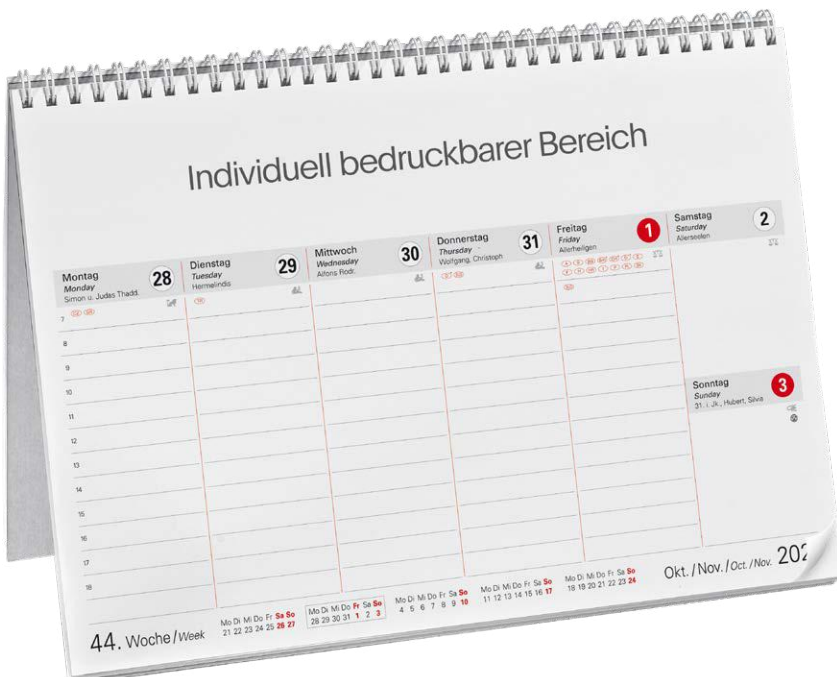 Individuell bedruckbarer Bereich
Montag
Monday
Simon u. Judas Thadd.
28
Dienstag
Tuesday
Hermelindis
29
Mittwoch
Wednesday
Alfons Rodr.
30
Donnerstag
Thursday
Wolfgang, Christoph
31
Freitag
Friday
Allerheiligen
1
Samstag
Saturday
Allerseelen
2
7
8
9
10
11
12
13
14
15
16
17
18
Sonntag
Sunday
31. i. Jk., Hubert, Silvia
3
44. Woche/Week
Mo Di Mi Do Fr Sa So
21 22 23 24 25 26 27
Mo Di Mi Do Fr Sa So
28 29 30 31 1 2 3
Mo Di Mi Do Fr Sa So
4 5 6 7 8 9 10
Mo Di Mi Do Fr Sa So
11 12 13 14 15 16 17
Mo Di Mi Do Fr Sa So
18 19 20 21 22 23 24
Okt./Nov./Oct./Nov.